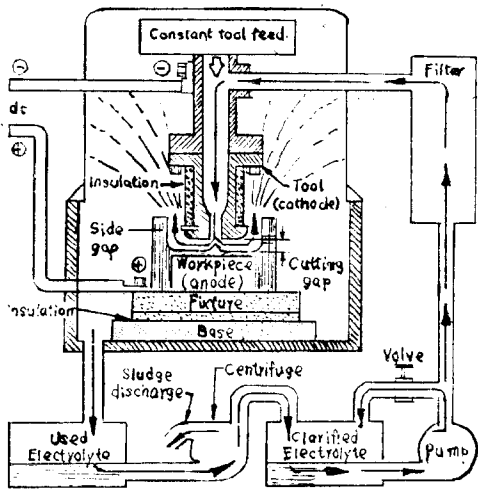 Constant tool feed
⊖
⊖
Filter
dc
⊕
Insulation
Tool
(cathode)
Side
gap
Workpiece
(anode)
⊕
Cutting
gap
Fixture
Insulation
Base
Valve
Sludge
discharge
Centrifuge
Used
Electrolyte
Clarified
Electrolyte
Pump